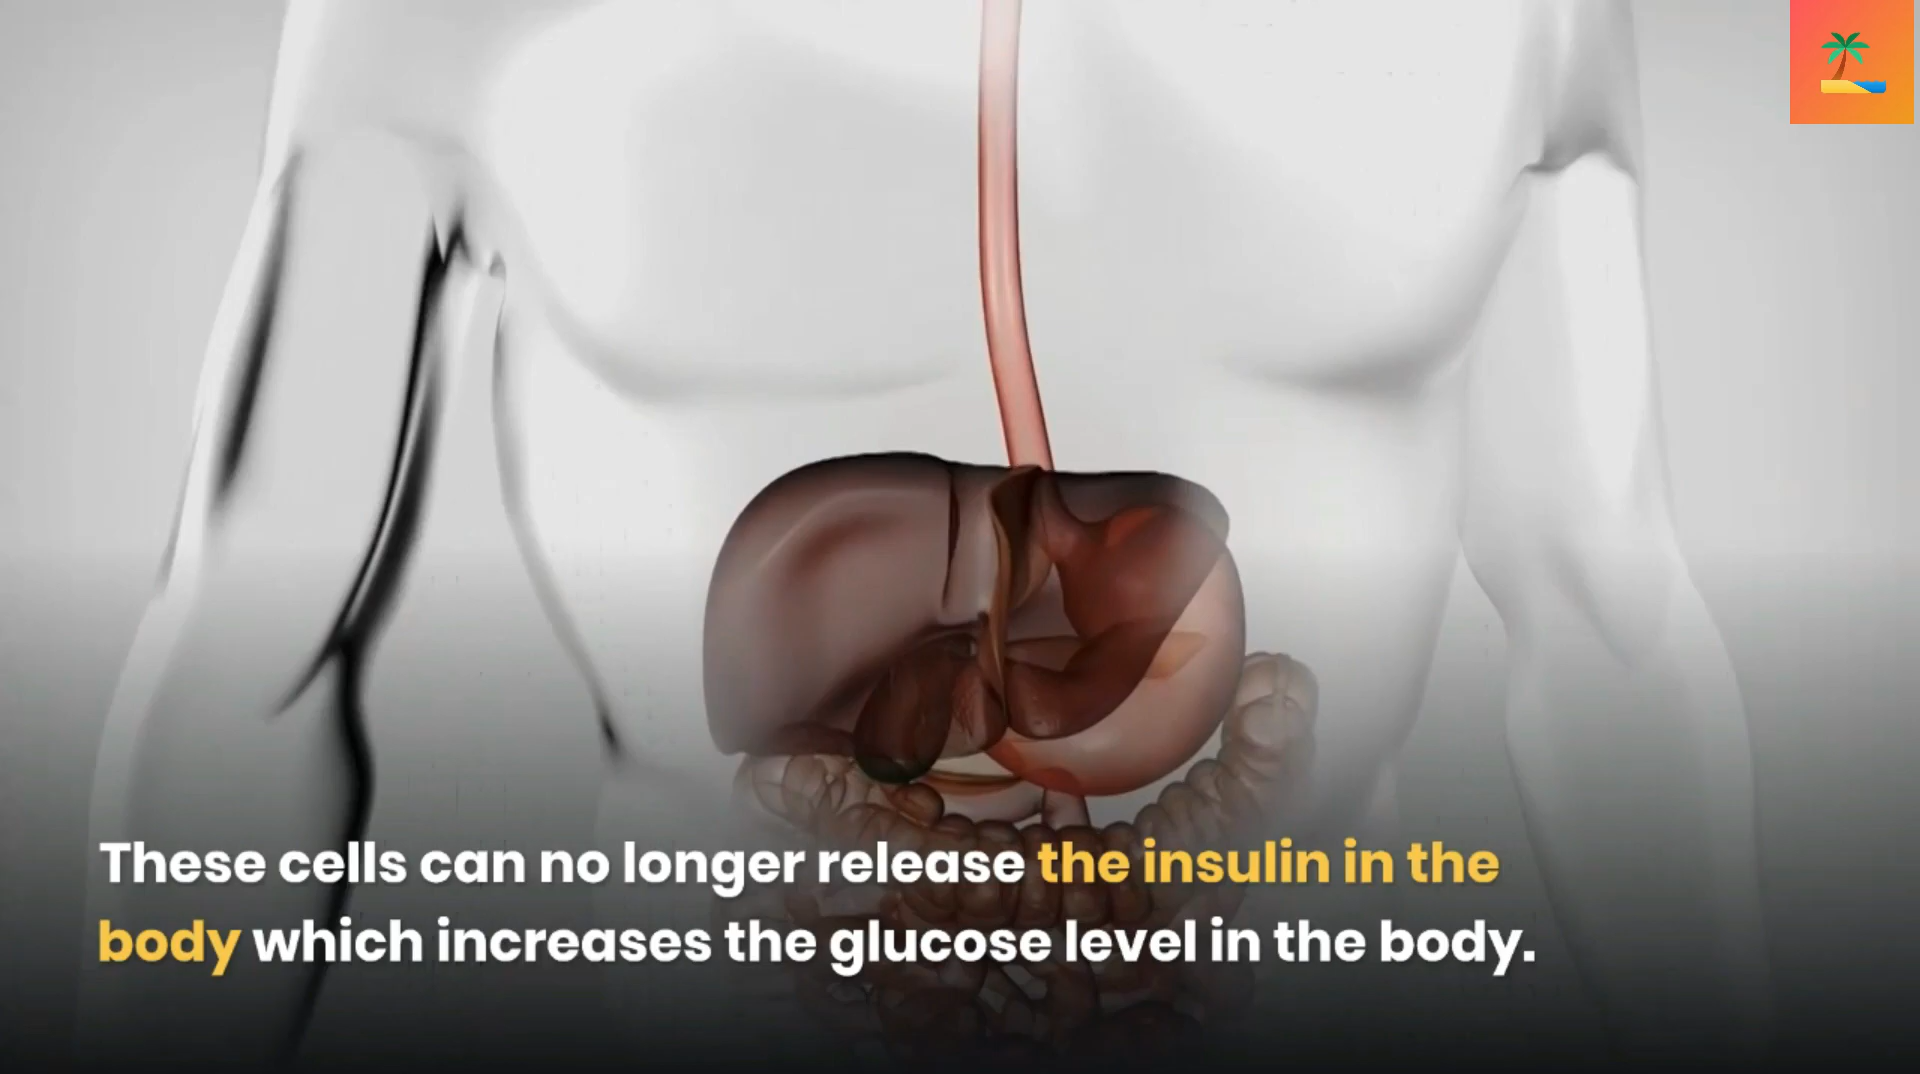 These cells can no longer release the insulin in the
body which increases the glucose level in the body.